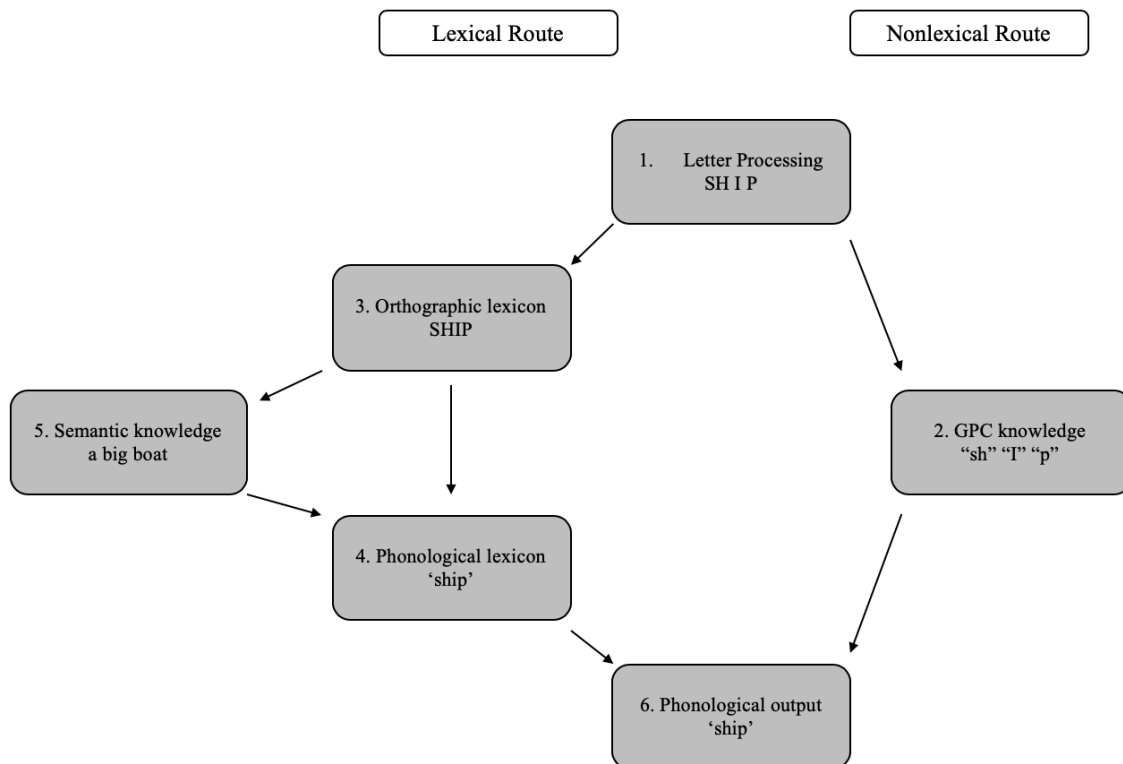 Lexical Route
Nonlexical Route
1. Letter Processing
SH I P
3. Orthographic lexicon
SHIP
5. Semantic knowledge
a big boat
2. GPC knowledge
“sh” “I” “p”
4. Phonological lexicon
‘ship’
6. Phonological output
‘ship’